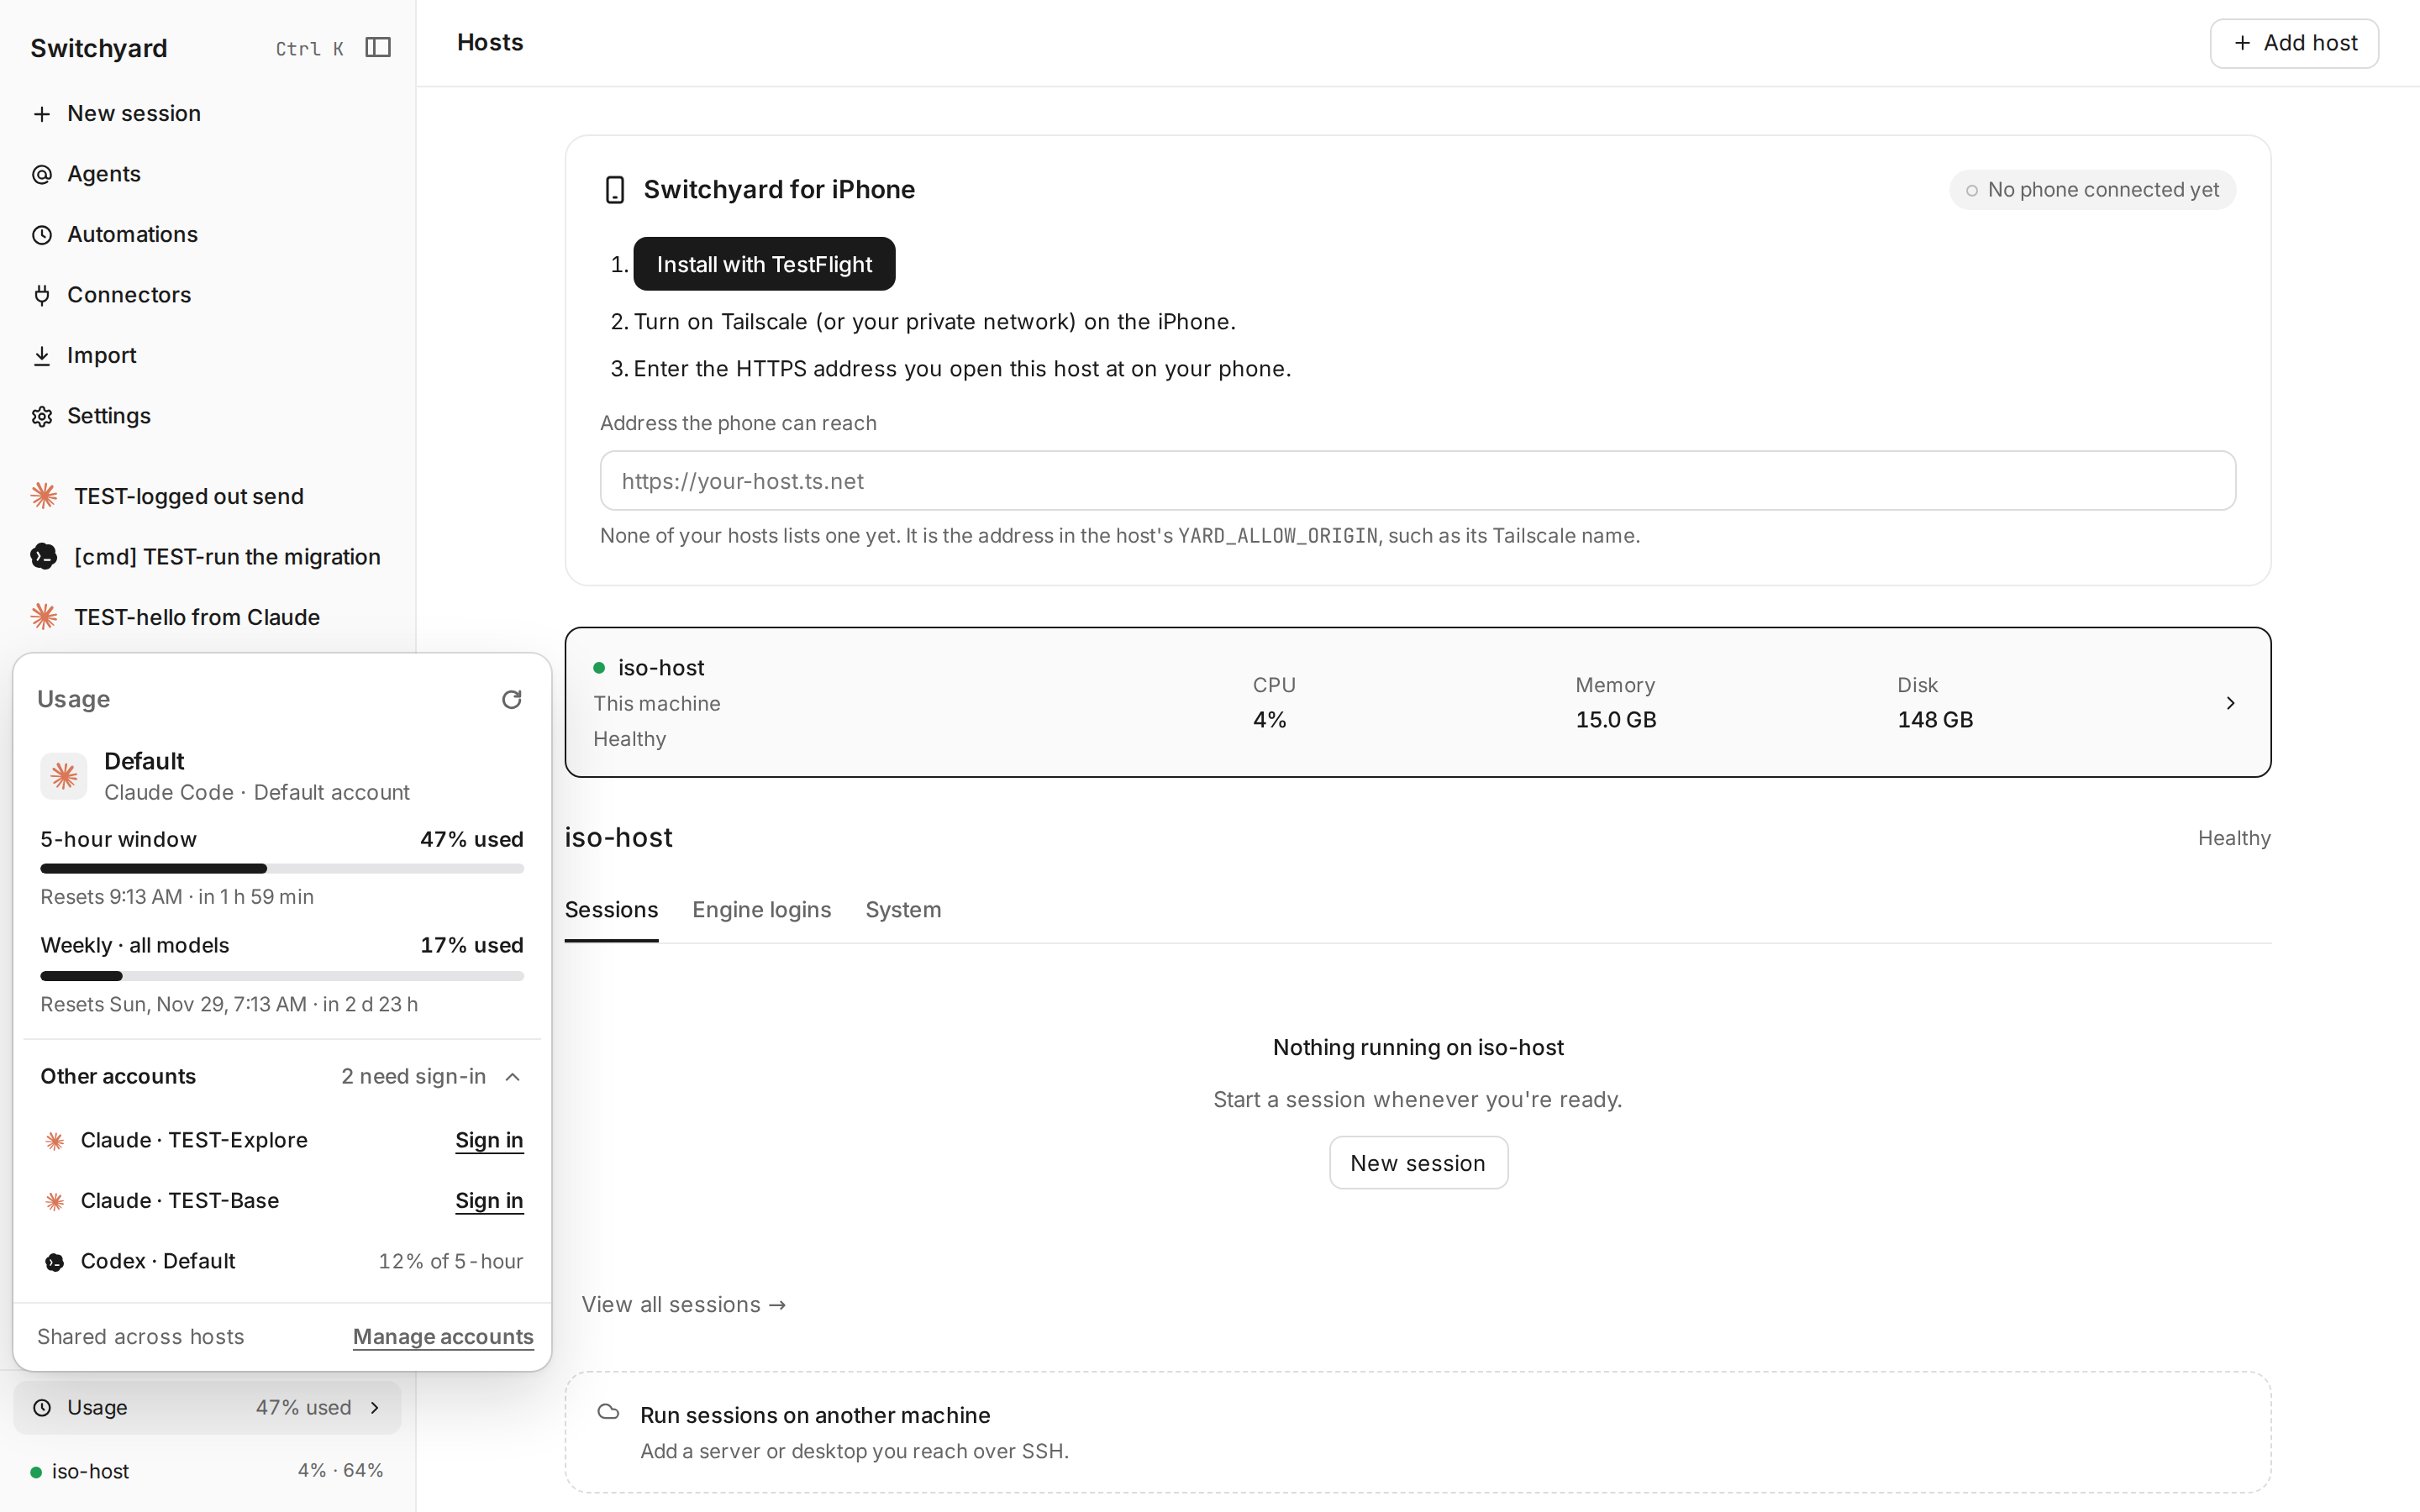 Switchyard
Ctrl K
New session
Agents
Automations
Connectors
Import
Settings
TEST-logged out send
[cmd] TEST-run the migration
TEST-hello from Claude
Usage
Default
Claude Code · Default account
5-hour window 47% used
Resets 9:13 AM · in 1 h 59 min
Weekly · all models 17% used
Resets Sun, Nov 29, 7:13 AM · in 2 d 23 h
Other accounts 2 need sign-in
Claude · TEST-Explore Sign in
Claude · TEST-Base Sign in
Codex · Default 12% of 5-hour
Shared across hosts Manage accounts
Usage 47% used
iso-host 4% · 64%
Hosts
Add host
Switchyard for iPhone
No phone connected yet
1. Install with TestFlight
2. Turn on Tailscale (or your private network) on the iPhone.
3. Enter the HTTPS address you open this host at on your phone.
Address the phone can reach
https://your-host.ts.net
None of your hosts lists one yet. It is the address in the host's YARD_ALLOW_ORIGIN, such as its Tailscale name.
iso-host
This machine
Healthy
CPU
4%
Memory
15.0 GB
Disk
148 GB
iso-host
Healthy
Sessions Engine logins System
Nothing running on iso-host
Start a session whenever you're ready.
New session
View all sessions →
Run sessions on another machine
Add a server or desktop you reach over SSH.